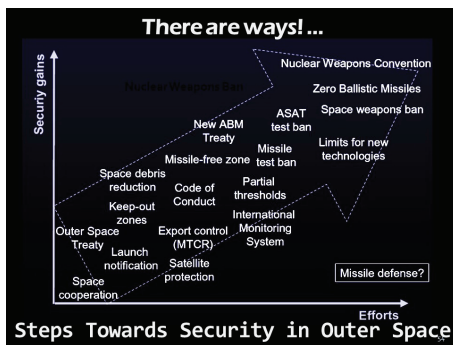 There are ways! ...
Nuclear Weapons Convention
Nuclear Weapons Ban
Zero Ballistic Missiles
Securiy gains
ASAT
test ban
Space weapons ban
New ABM
Treaty
Limits for new
technologies
Missile
test ban
Missile-free zone
Space debris
reduction
Code of
Conduct
Partial
thresholds
Keep-out
zones
International
Monitoring
System
Outer Space
Treaty
Export control
(MTCR)
Launch
notification
Satellite
protection
Missile defense?
Space
cooperation
Efforts
Steps Towards Security in Outer Space
54